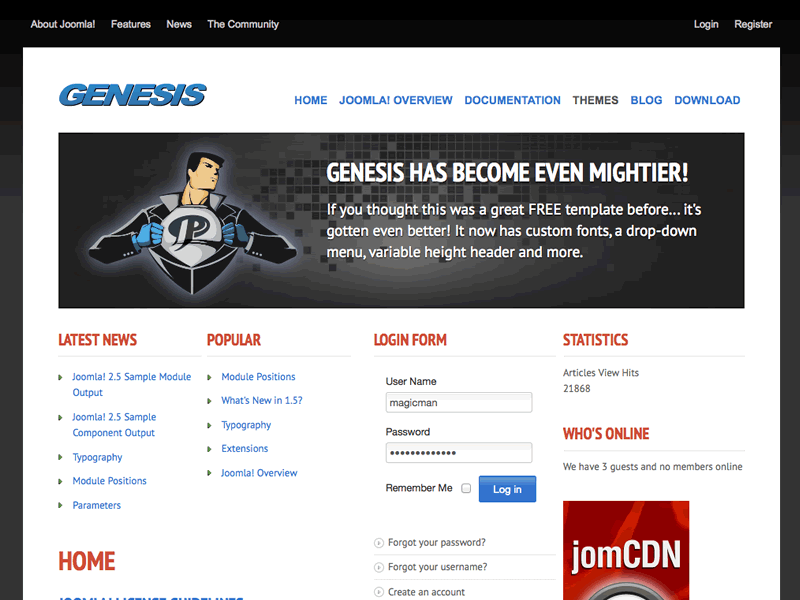 About Joomla! Features News The Community Login Register
GENESIS
HOME JOOMLA! OVERVIEW DOCUMENTATION THEMES BLOG DOWNLOAD
P
GENESIS HAS BECOME EVEN MIGHTIER!
If you thought this was a great FREE template before... it's
gotten even better! It now has custom fonts, a drop-down
menu, variable height header and more.
LATEST NEWS
Joomla! 2.5 Sample Module
Output
Joomla! 2.5 Sample
Component Output
Typography
Module Positions
Parameters
POPULAR
Module Positions
What's New in 1.5?
Typography
Extensions
Joomla! Overview
LOGIN FORM
User Name
magicman
Password
•••••••••••••
Remember Me Log in
Forgot your password?
Forgot your username?
Create an account
STATISTICS
Articles View Hits
21868
WHO'S ONLINE
We have 3 guests and no members online
jomCDN
HOME
JOOMLA! LICENSE GUIDELINES